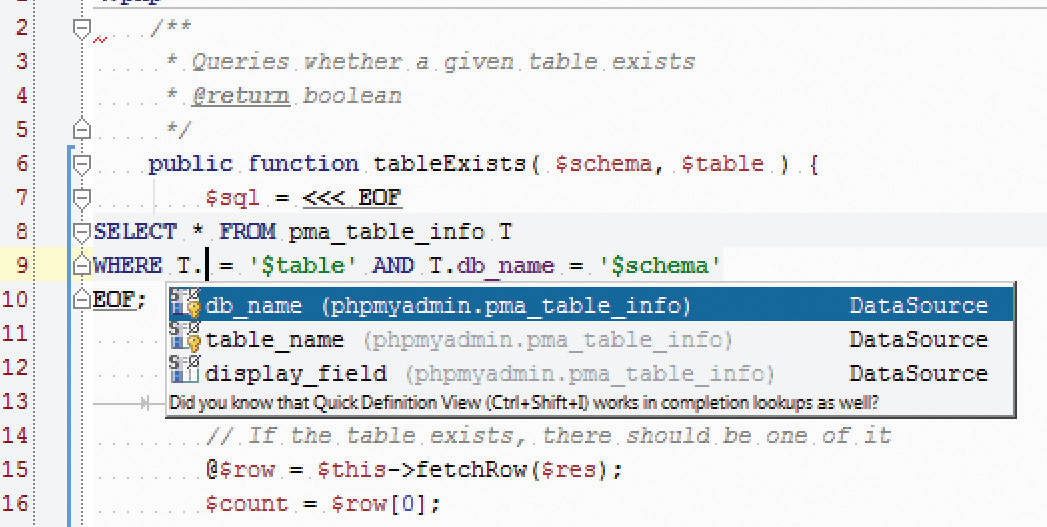 2 /**
3 * Queries whether a given table exists
4 * @return boolean
5 */
6 public function tableExists( $schema, $table ) {
7 $sql = <<< EOF
8 SELECT * FROM pma_table_info T
9 WHERE T. = '$table' AND T.db_name = '$schema'
10 EOF;
db_name (phpmyadmin.pma_table_info) DataSource
11 table_name (phpmyadmin.pma_table_info) DataSource
12 display_field (phpmyadmin.pma_table_info) DataSource
13 Did you know that Quick Definition View (Ctrl+Shift+I) works in completion lookups as well?
14 // If the table exists, there should be one of it
15 @$row = $this->fetchRow($res);
16 $count = $row[0];